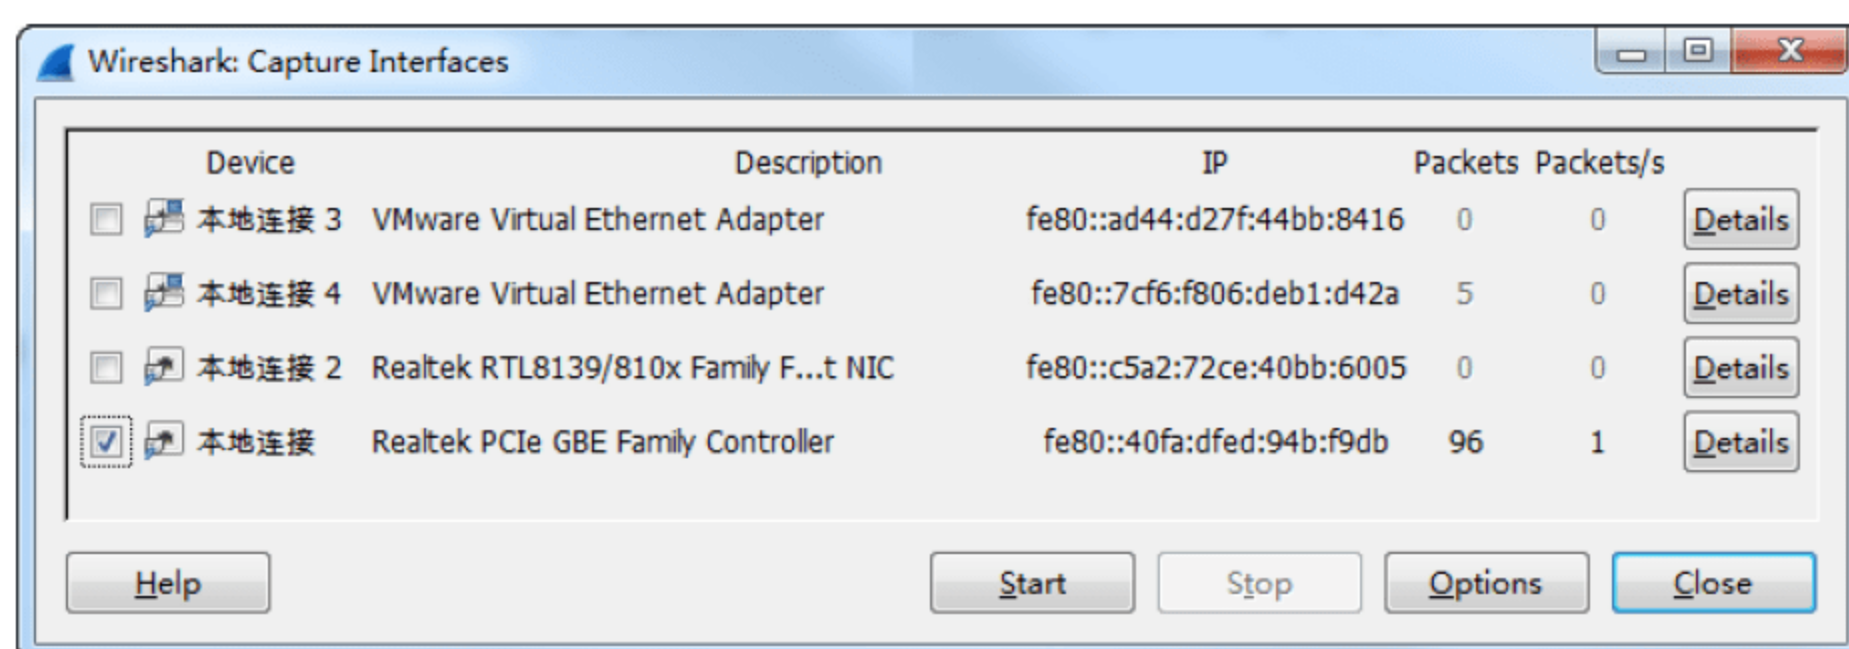 Wireshark: Capture Interfaces
Device Description IP Packets Packets/s
本地连接 3 VMware Virtual Ethernet Adapter fe80::ad44:d27f:44bb:8416 0 0 Details
本地连接 4 VMware Virtual Ethernet Adapter fe80::7cf6:f806:deb1:d42a 5 0 Details
本地连接 2 Realtek RTL8139/810x Family F...t NIC fe80::c5a2:72ce:40bb:6005 0 0 Details
本地连接 Realtek PCIe GBE Family Controller fe80::40fa:dfed:94b:f9db 96 1 Details
Help Start Stop Options Close